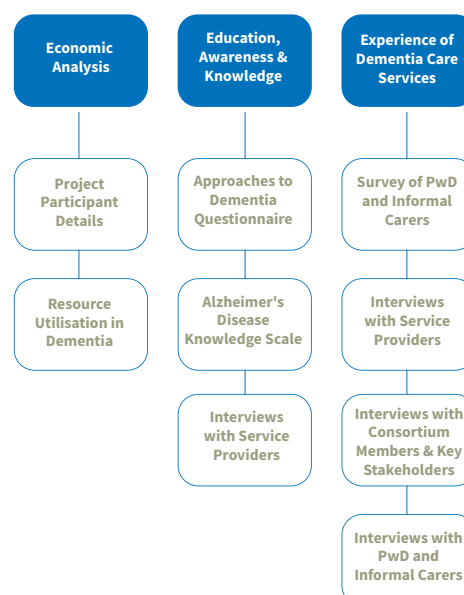 Economic
Analysis
Project
Participant
Details
Resource
Utilisation in
Dementia
Education,
Awareness &
Knowledge
Approaches to
Dementia
Questionnaire
Alzheimer's
Disease
Knowledge Scale
Interviews
with Service
Providers
Experience of
Dementia Care
Services
Survey of PwD
and Informal
Carers
Interviews
with Service
Providers
Interviews with
Consortium
Members & Key
Stakeholders
Interviews with
PwD and
Informal Carers